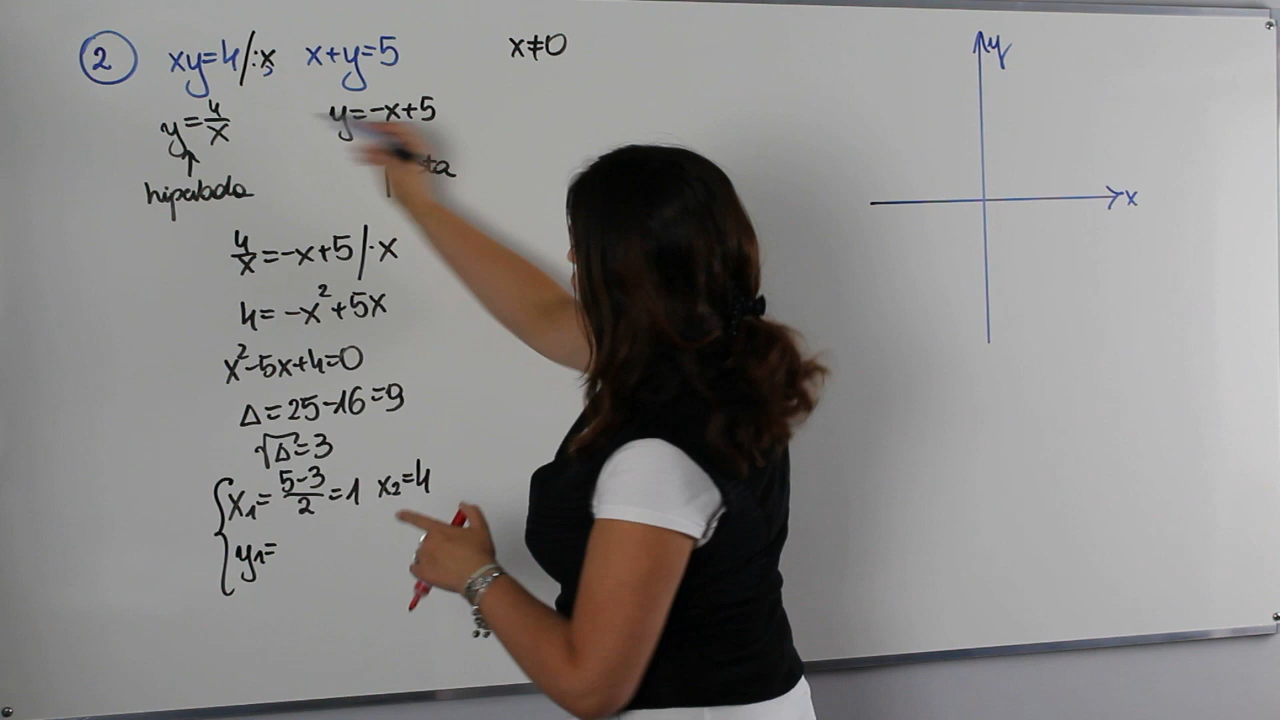 2 xy=4/:x, x+y=5 x≠0
y=4/x y=-x+5
hiperbola
4/x=-x+5/·x
4=-x²+5x
x²-5x+4=0
Δ=25-16=9
√Δ=3
x₁=5-3/2=1 x₂=4
y₁=
y
x